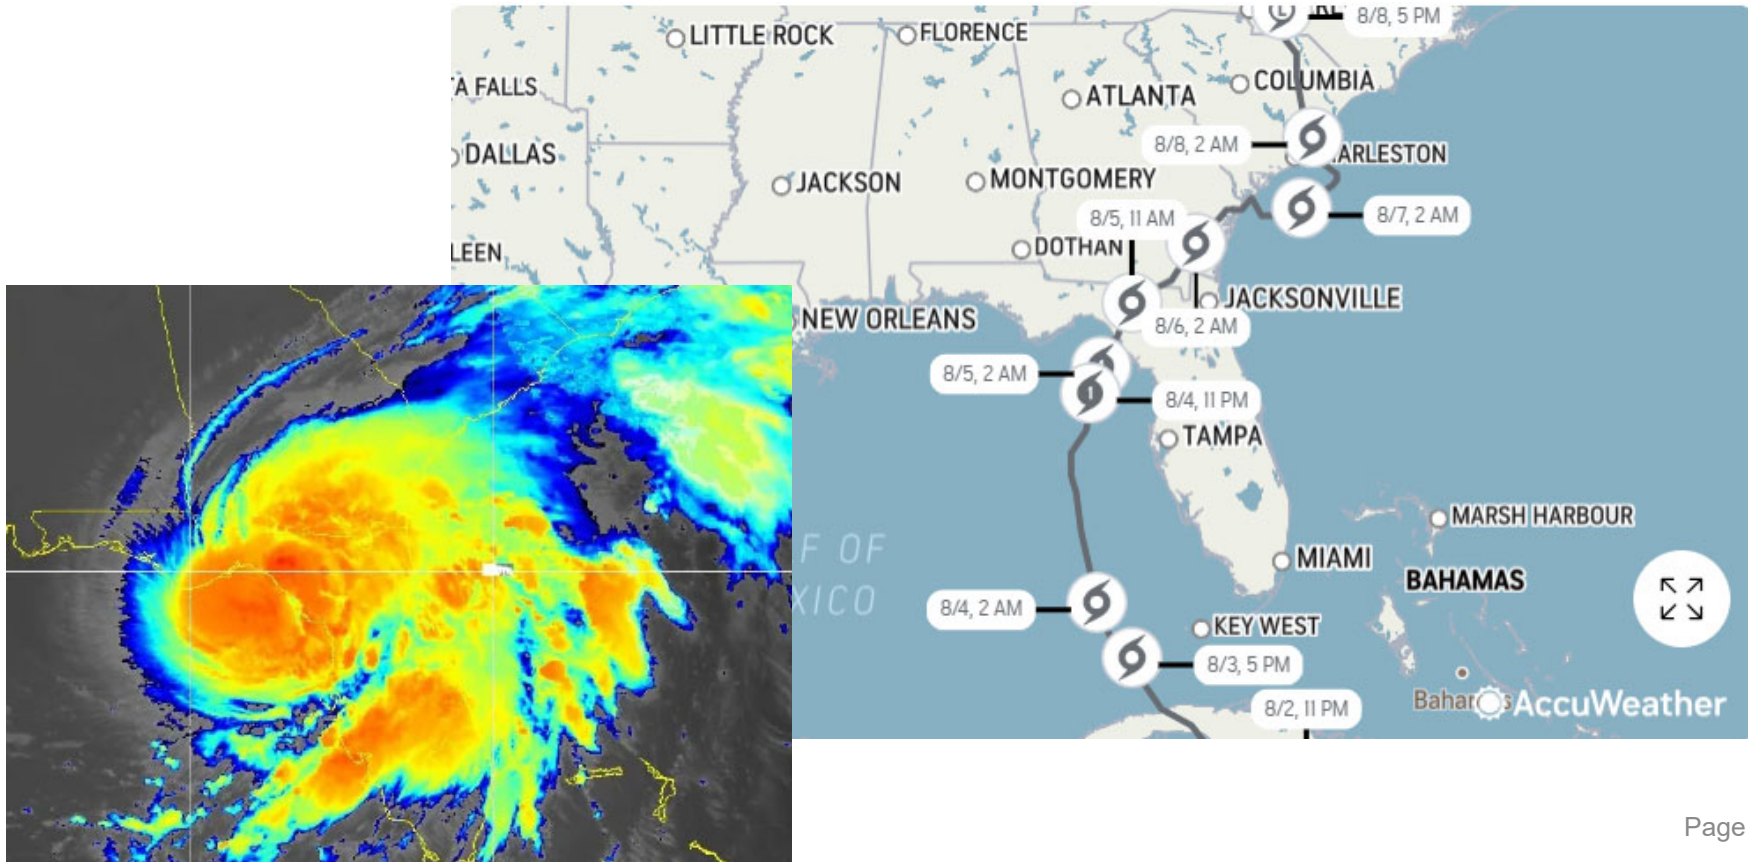 8/8, 5 PM
LITTLE ROCK
FLORENCE
COLUMBIA
A FALLS
ATLANTA
8/8, 2 AM
DALLAS
ARLESTON
JACKSON
MONTGOMERY
8/5, 11 AM
8/7, 2 AM
DOTHAN
LEEN
JACKSONVILLE
NEW ORLEANS
8/6, 2 AM
8/5, 2 AM
8/4, 11 PM
TAMPA
MARSH HARBOUR
F OF
MIAMI
BAHAMAS
XICO
8/4, 2 AM
KEY WEST
8/3, 5 PM
8/2, 11 PM
AccuWeather
Page